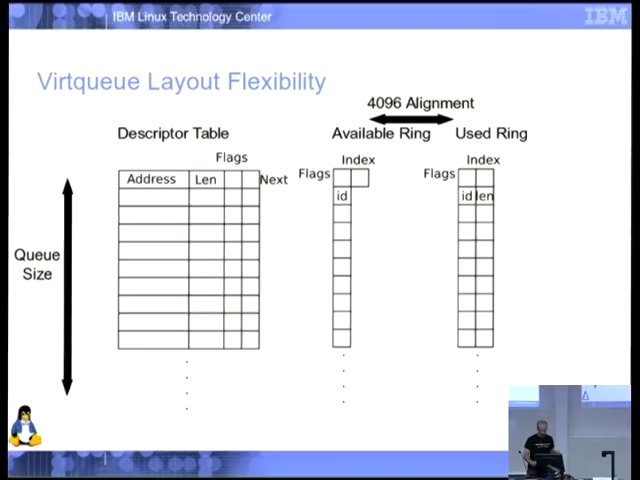 IBM Linux Technology Center
IBM
Virtqueue Layout Flexibility
4096 Alignment
Descriptor Table
Available Ring
Used Ring
Flags
Index
Index
Address
Len
Next
Flags
Flags
id
id
len
Queue
Size